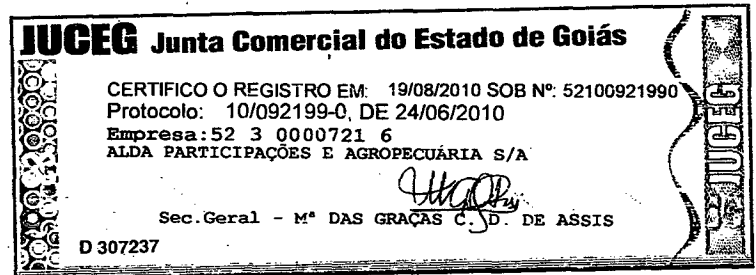 JUCEG Junta Comercial do Estado de Goiás
CERTIFICO O REGISTRO EM: 19/08/2010 SOB Nº: 52100921990
Protocolo: 10/092199-0, DE 24/06/2010
Empresa:52 3 0000721 6
ALDA PARTICIPAÇÕES E AGROPECUÁRIA S/A
Sec.Geral - Mª DAS GRAÇAS C. D. DE ASSIS
D 307237
JUCEG